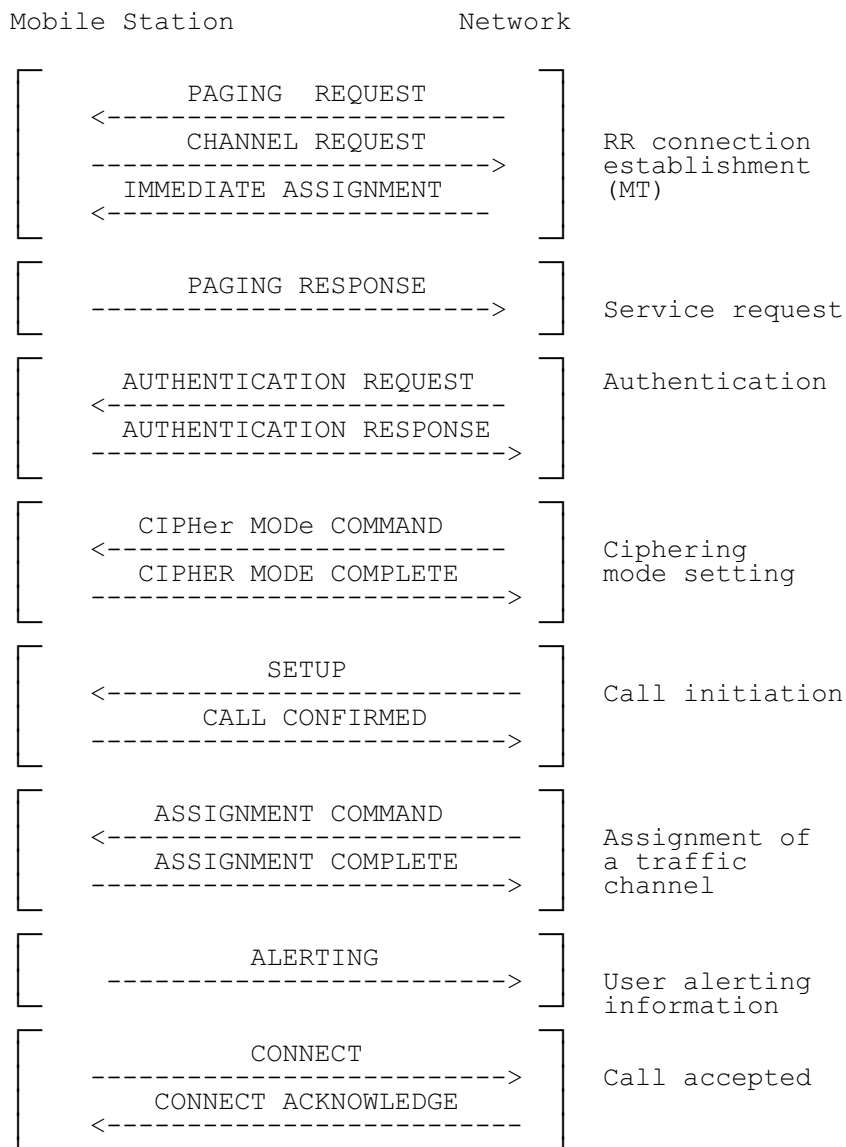 Mobile Station Network
PAGING REQUEST
<-------------------------
CHANNEL REQUEST
-------------------------> RR connection
establishment
IMMEDIATE ASSIGNMENT (MT)
<------------------------
PAGING RESPONSE
-------------------------> Service request
AUTHENTICATION REQUEST Authentication
<-------------------------
AUTHENTICATION RESPONSE
-------------------------->
CIPHer MODe COMMAND
<------------------------- Ciphering
CIPHER MODE COMPLETE mode setting
-------------------------->
SETUP
<-------------------------- Call initiation
CALL CONFIRMED
-------------------------->
ASSIGNMENT COMMAND
<-------------------------- Assignment of
ASSIGNMENT COMPLETE a traffic
--------------------------> channel
ALERTING
-------------------------> User alerting
information
CONNECT
--------------------------> Call accepted
CONNECT ACKNOWLEDGE
<--------------------------